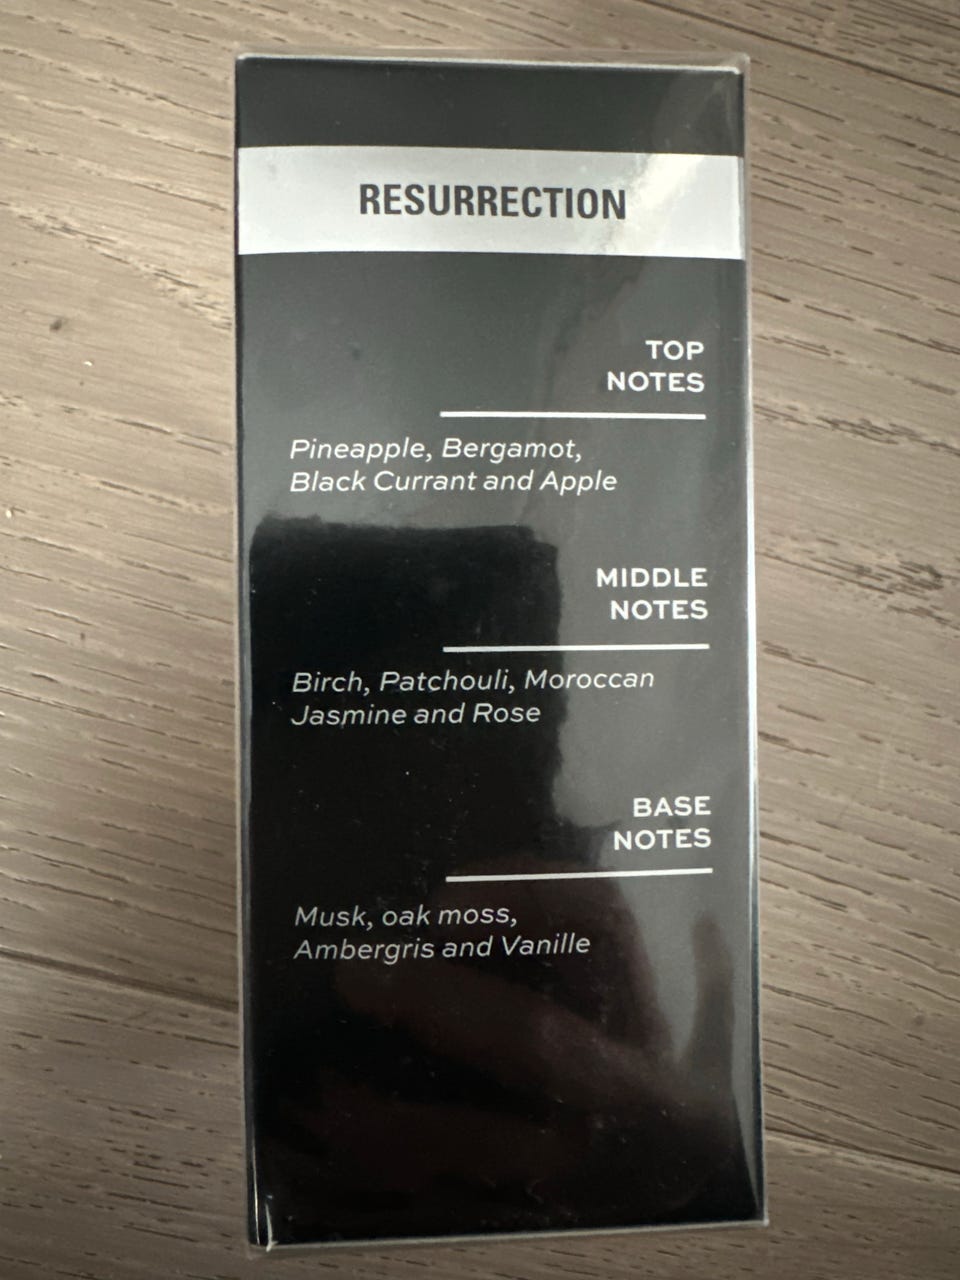 RESURRECTION
TOP
NOTES
Pineapple, Bergamot,
Black Currant and Apple
MIDDLE
NOTES
Birch, Patchouli, Moroccan
Jasmine and Rose
BASE
NOTES
Musk, oak moss,
Ambergris and Vanille